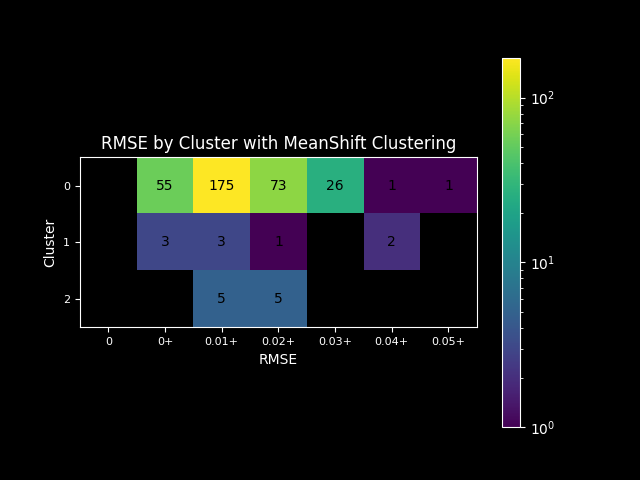 RMSE by Cluster with MeanShift Clustering
10²
0 55 175 73 26 1 1
1 3 3 1 2
10¹
2 5 5
Cluster
0 0+ 0.01+ 0.02+ 0.03+ 0.04+ 0.05+
RMSE
10⁰